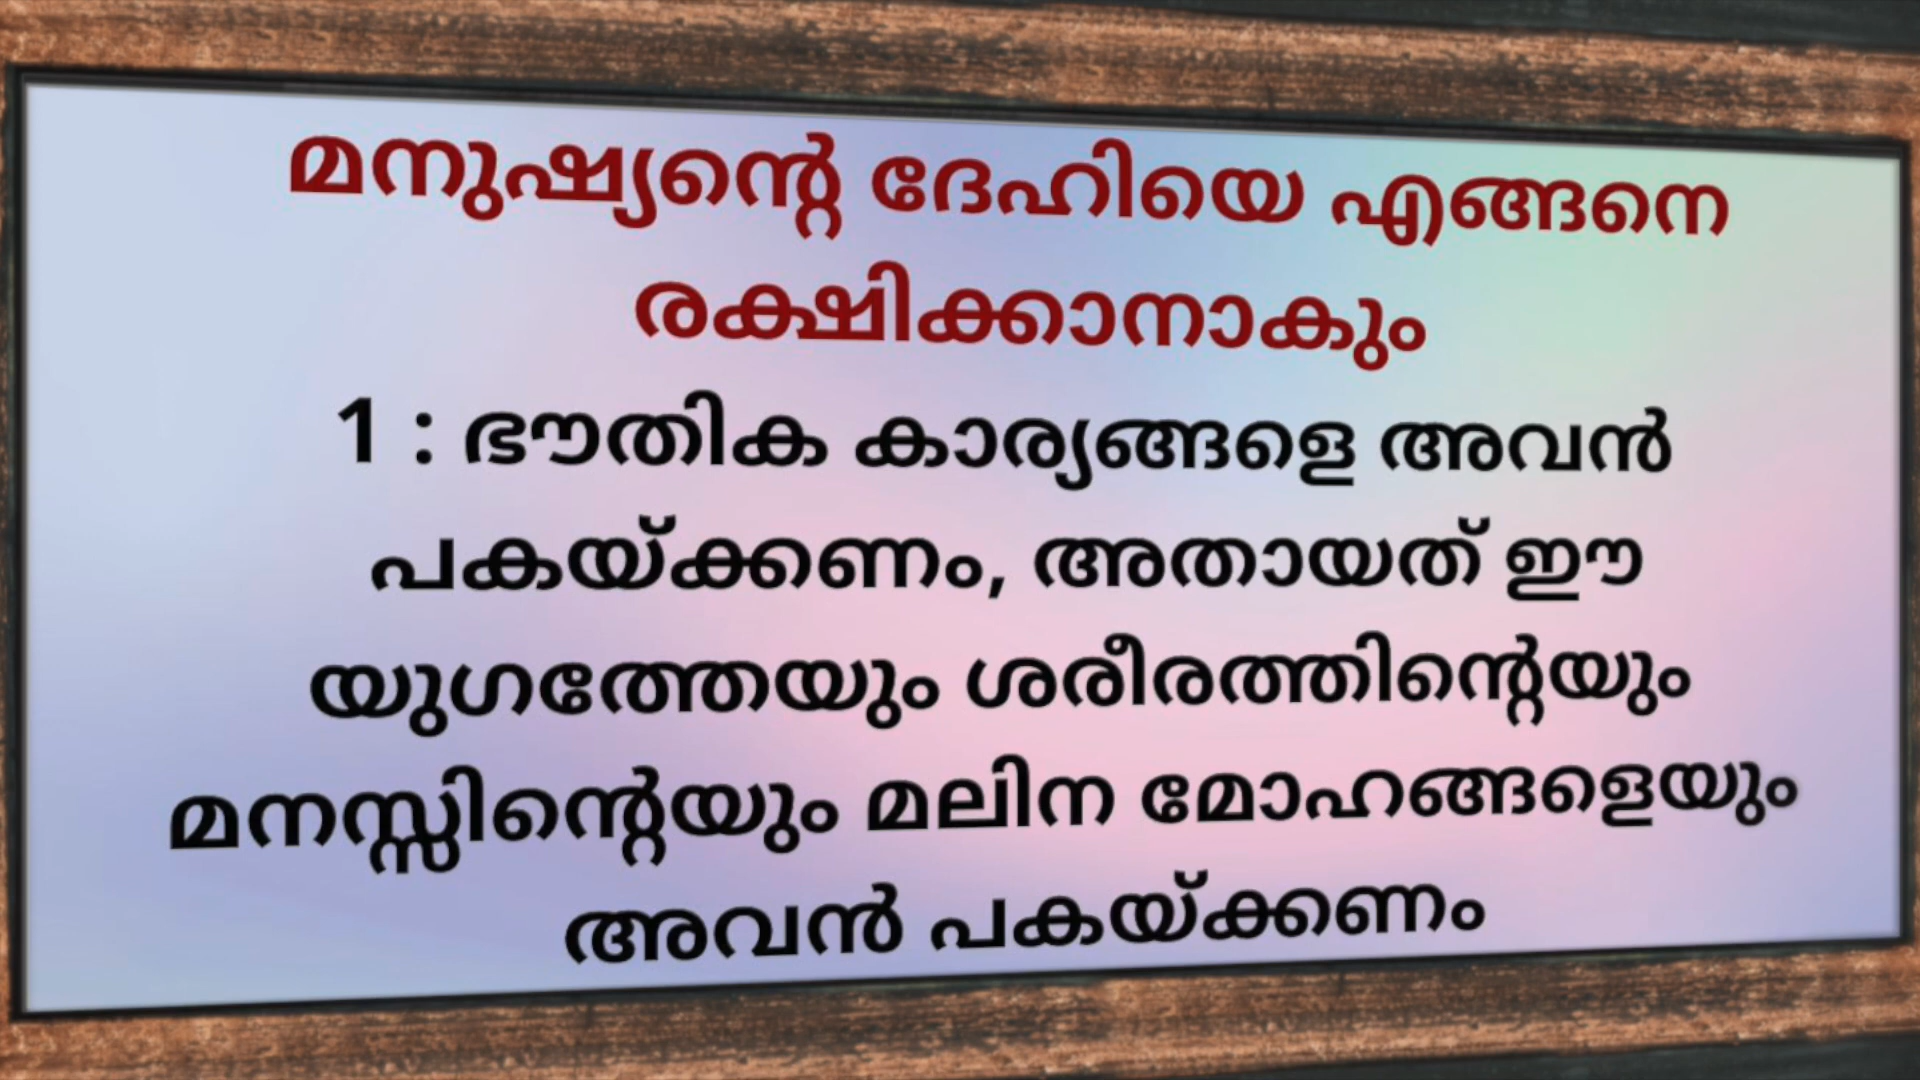 മനുഷ്യന്റെ ദേഹിയെ എങ്ങനെ
രക്ഷിക്കാനാകും
1 : ഭൗതിക കാര്യങ്ങളെ അവൻ
പകയ്ക്കണം, അതായത് ഈ
യുഗത്തേയും ശരീരത്തിന്റെയും
മനസ്സിന്റെയും മലിന മോഹങ്ങളെയും
അവൻ പകയ്ക്കണം